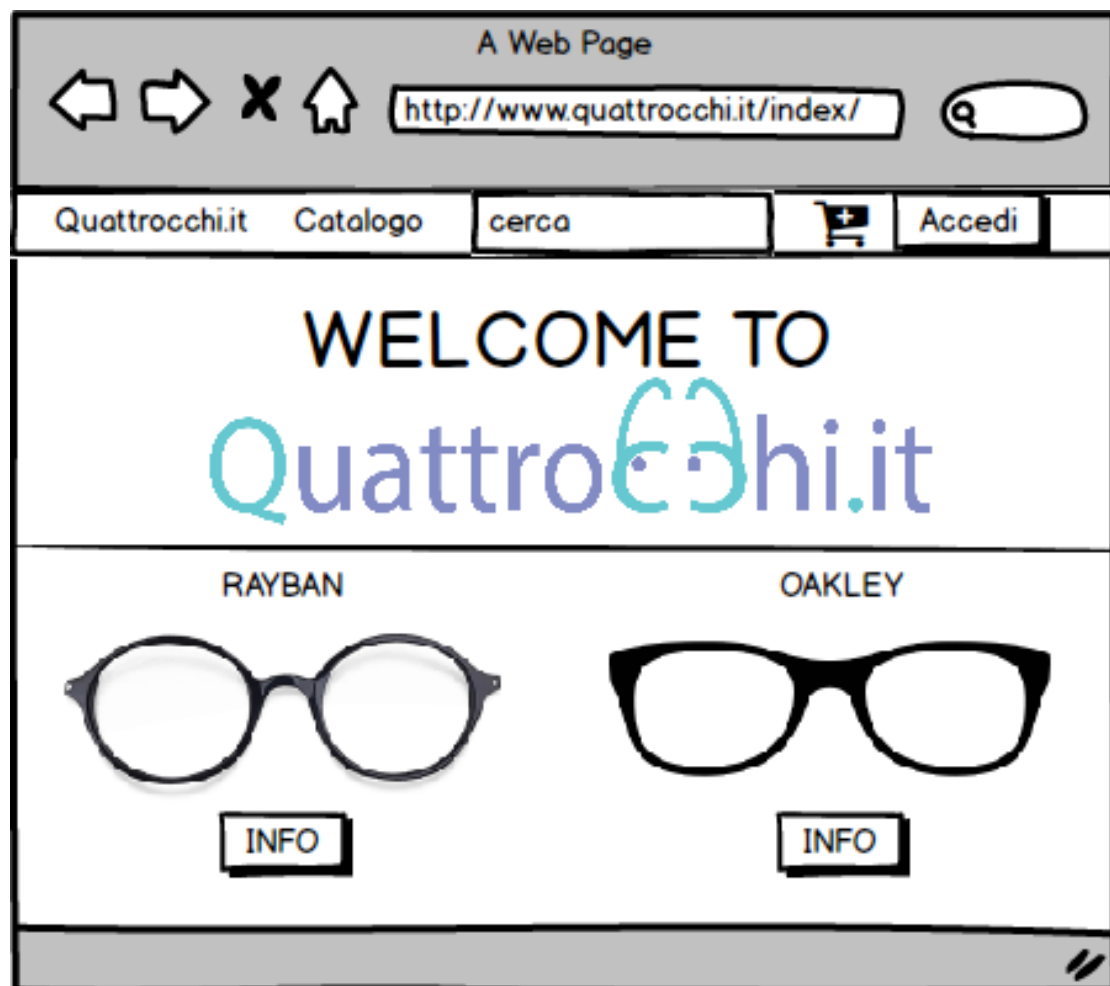 A Web Page
http://www.quattrocchi.it/index/
Quattrocchi.it Catalogo cerca Accedi
WELCOME TO
Quattrocchi.it
RAYBAN OAKLEY
INFO INFO